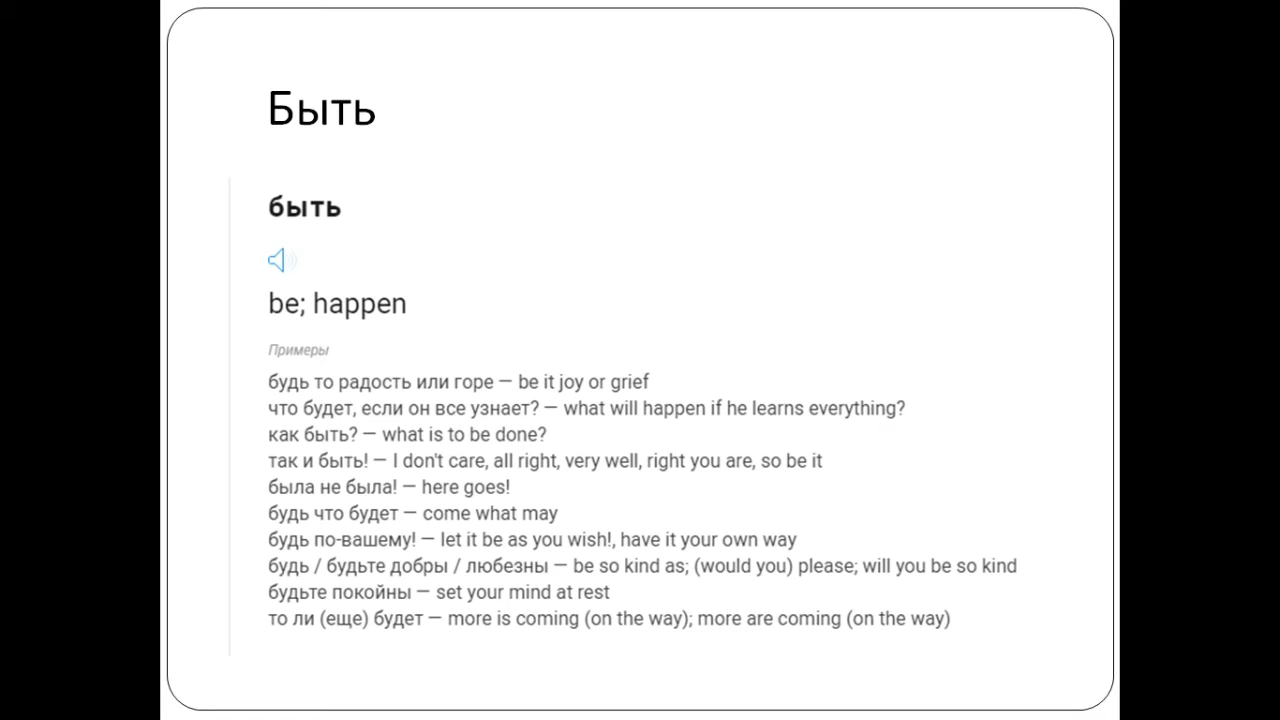 Быть
быть
be; happen
Примеры
будь то радость или горе — be it joy or grief
что будет, если он все узнает? — what will happen if he learns everything?
как быть? — what is to be done?
так и быть! — I don't care, all right, very well, right you are, so be it
была не была! — here goes!
будь что будет — come what may
будь по-вашему! — let it be as you wish!, have it your own way
будь / будьте добры / любезны — be so kind as; (would you) please; will you be so kind
будьте покойны — set your mind at rest
то ли (еще) будет — more is coming (on the way); more are coming (on the way)